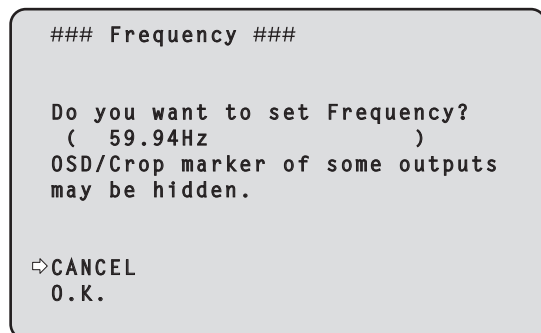 ### Frequency ###
Do you want to set Frequency?
( 59.94Hz )
OSD/Crop marker of some outputs
may be hidden.
⇨CANCEL
O.K.